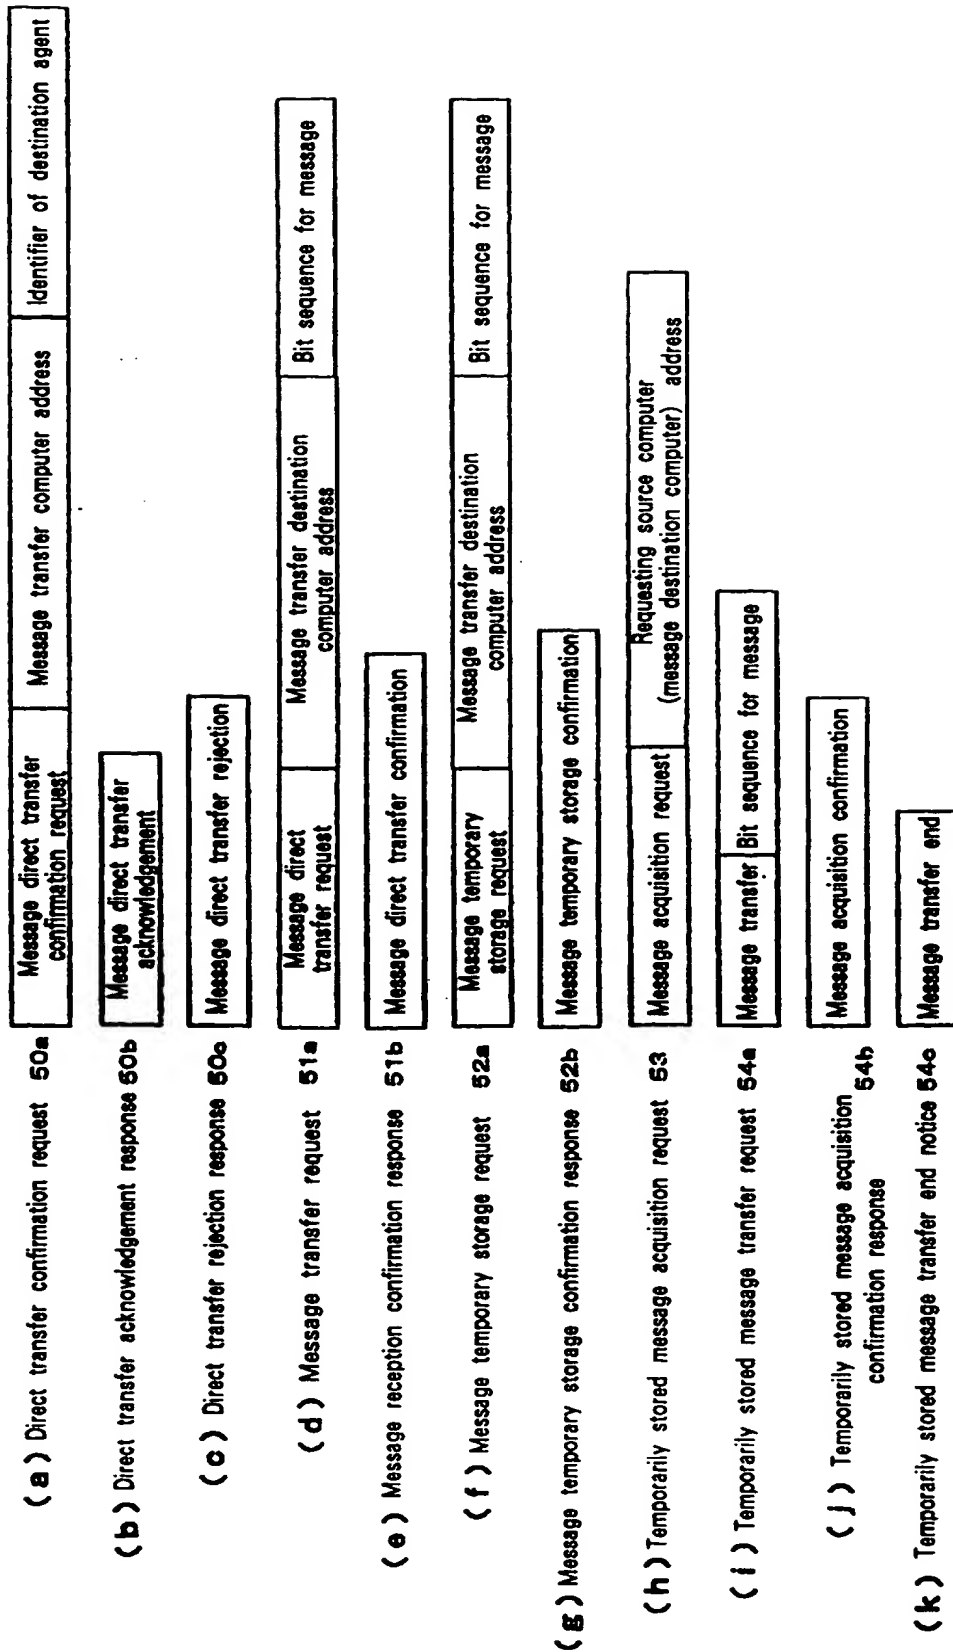 (a) Direct transfer confirmation request 50a
Message direct transfer
confirmation request
Message transfer computer address
Identifier of destination agent
(b) Direct transfer acknowledgement response 50b
Message direct transfer
acknowledgement
(c) Direct transfer rejection response 50c
Message direct transfer rejection
(d) Message transfer request 51a
Message direct
transfer request
Message transfer destination
computer address
Bit sequence for message
(e) Message reception confirmation response 51b
Message direct transfer confirmation
(f) Message temporary storage request 52a
Message temporary
storage request
Message transfer destination
computer address
Bit sequence for message
(g) Message temporary storage confirmation response 52b
Message temporary storage confirmation
(h) Temporarily stored message acquisition request 53
Message acquisition request
Requesting source computer
(message destination computer) address
(i) Temporarily stored message transfer request 54a
Message transfer
Bit sequence for message
(j) Temporarily stored message acquisition
confirmation response
54b
Message acquisition confirmation
(k) Temporarily stored message transfer end notice 54c
Message transfer end